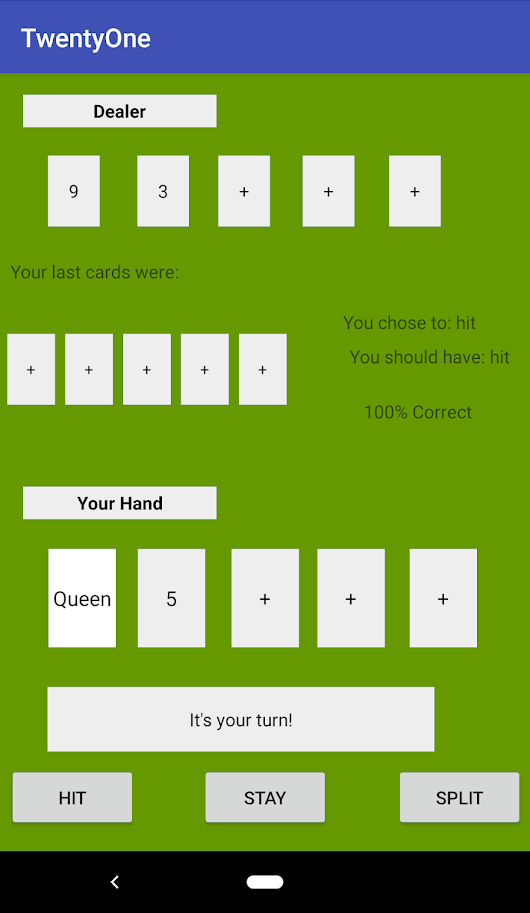 TwentyOne
Dealer
9 3 + + +
Your last cards were:
You chose to: hit
You should have: hit
+ + + + +
100% Correct
Your Hand
Queen 5 + + +
It's your turn!
HIT STAY SPLIT